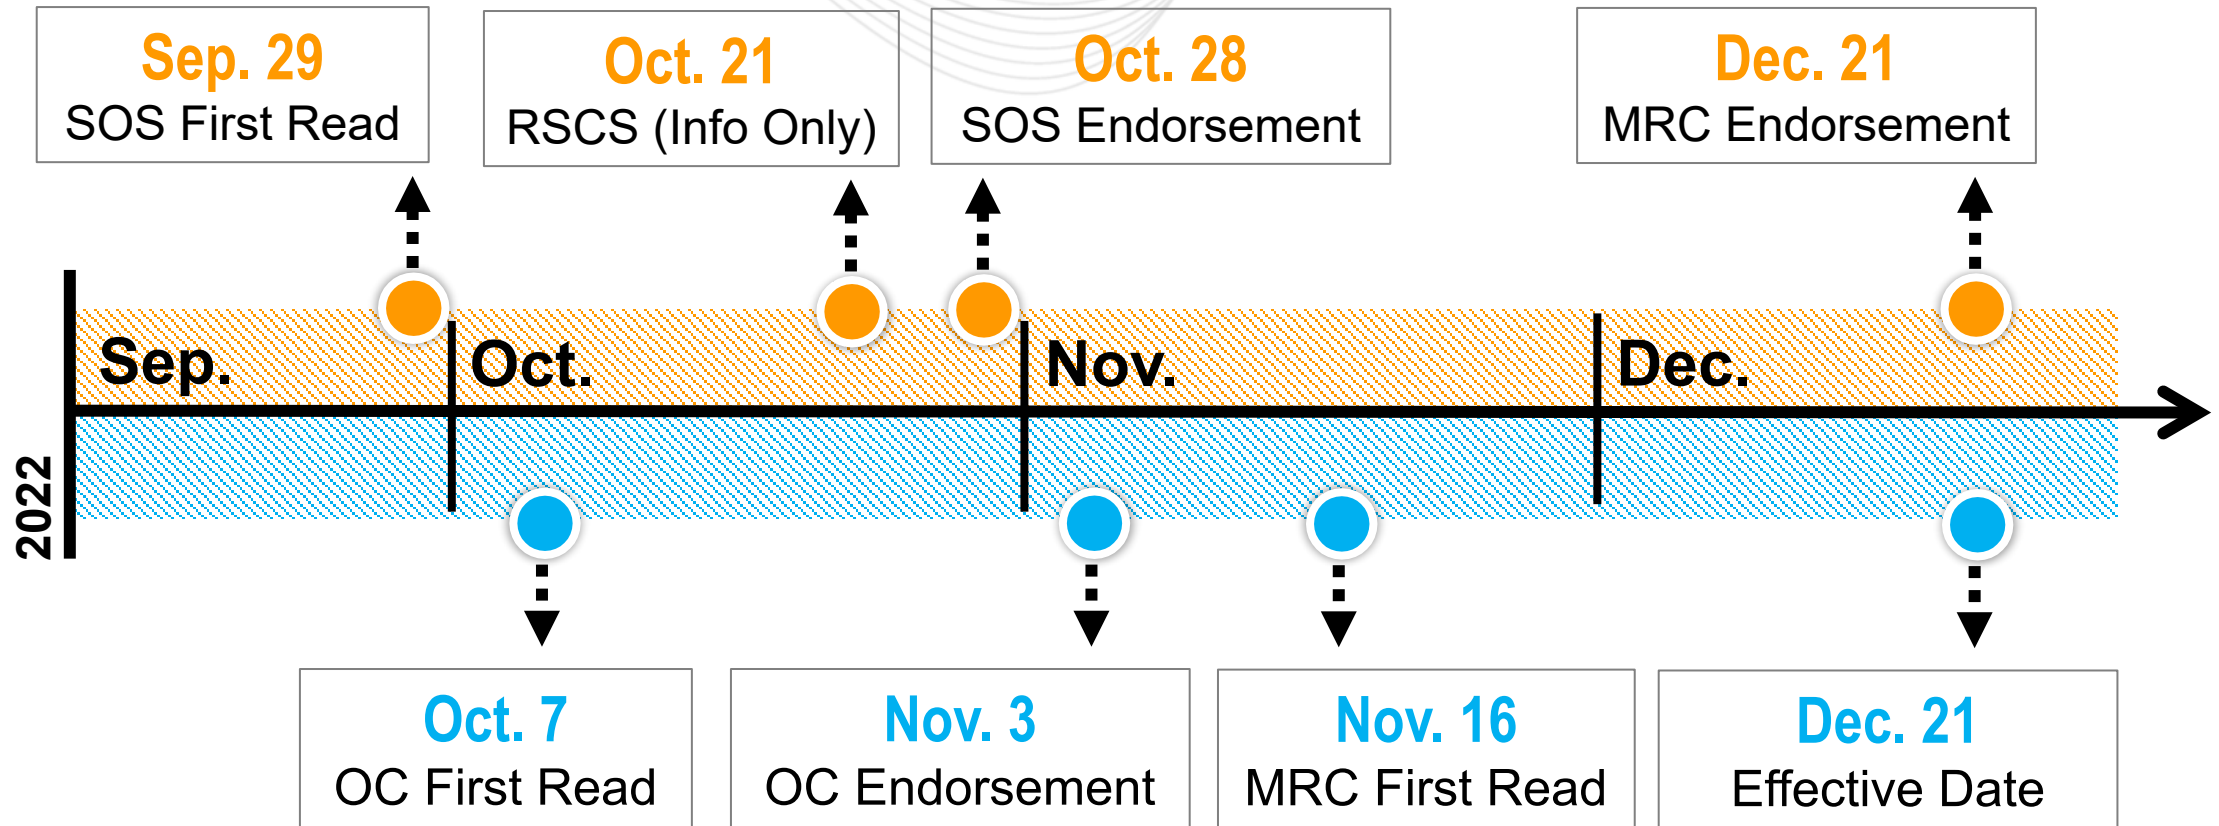 Sep. 29
SOS First Read
Oct. 21
RSCS (Info Only)
Oct. 28
SOS Endorsement
Dec. 21
MRC Endorsement
Sep.
Oct.
Nov.
Dec.
2022
Oct. 7
OC First Read
Nov. 3
OC Endorsement
Nov. 16
MRC First Read
Dec. 21
Effective Date